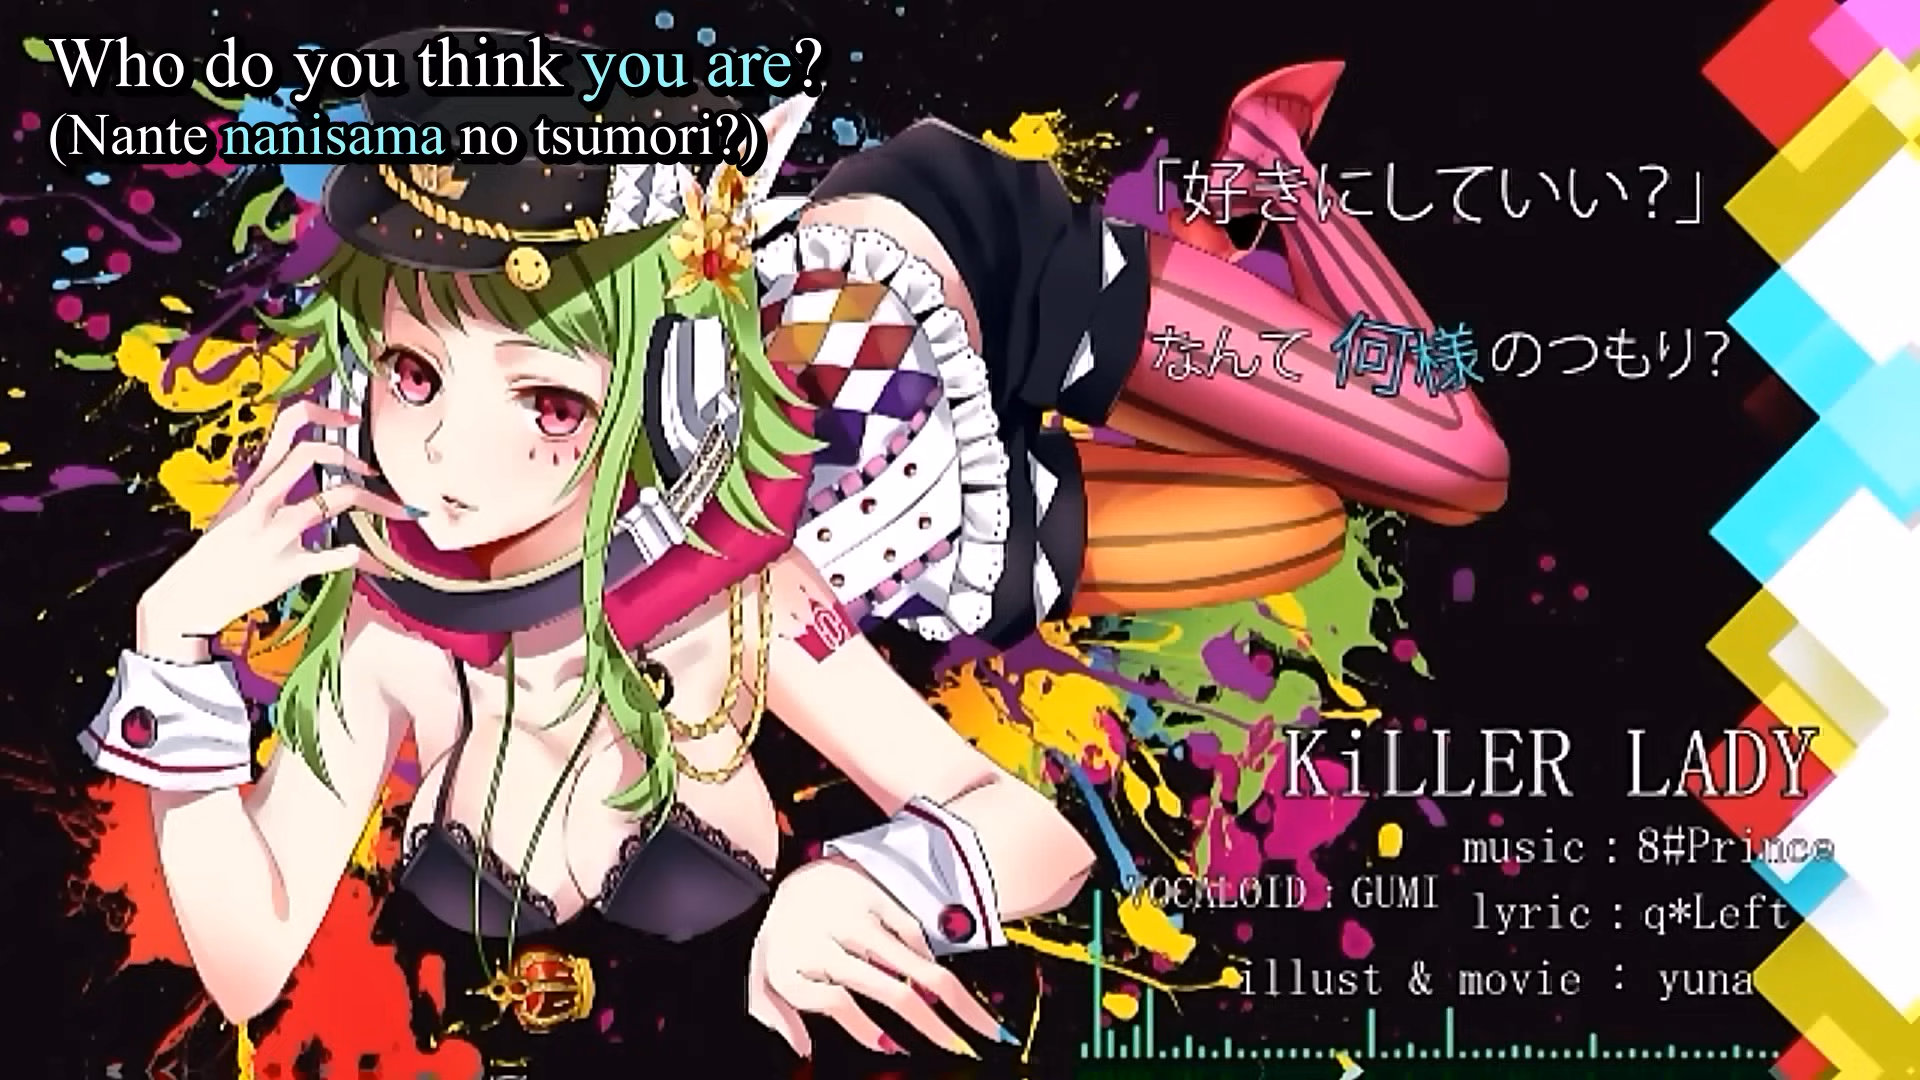 Who do you think you are?
(Nante nanisama no tsumori?)
「好きにしていい?」
なんて 何様 のつもり?
KiLLER LADY
music : 8#Prince
VOCALOID : GUMI
lyric : q*Left
illust & movie : yuna